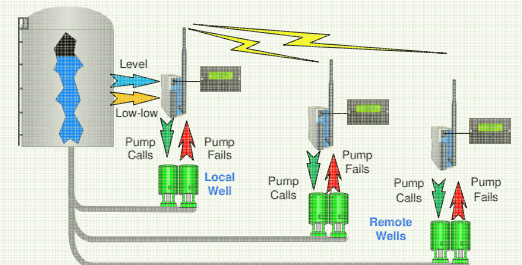 Level
Low-low
Pump
Calls
Pump
Fails
Local
Well
Pump
Calls
Pump
Fails
Pump
Calls
Pump
Fails
Remote
Wells